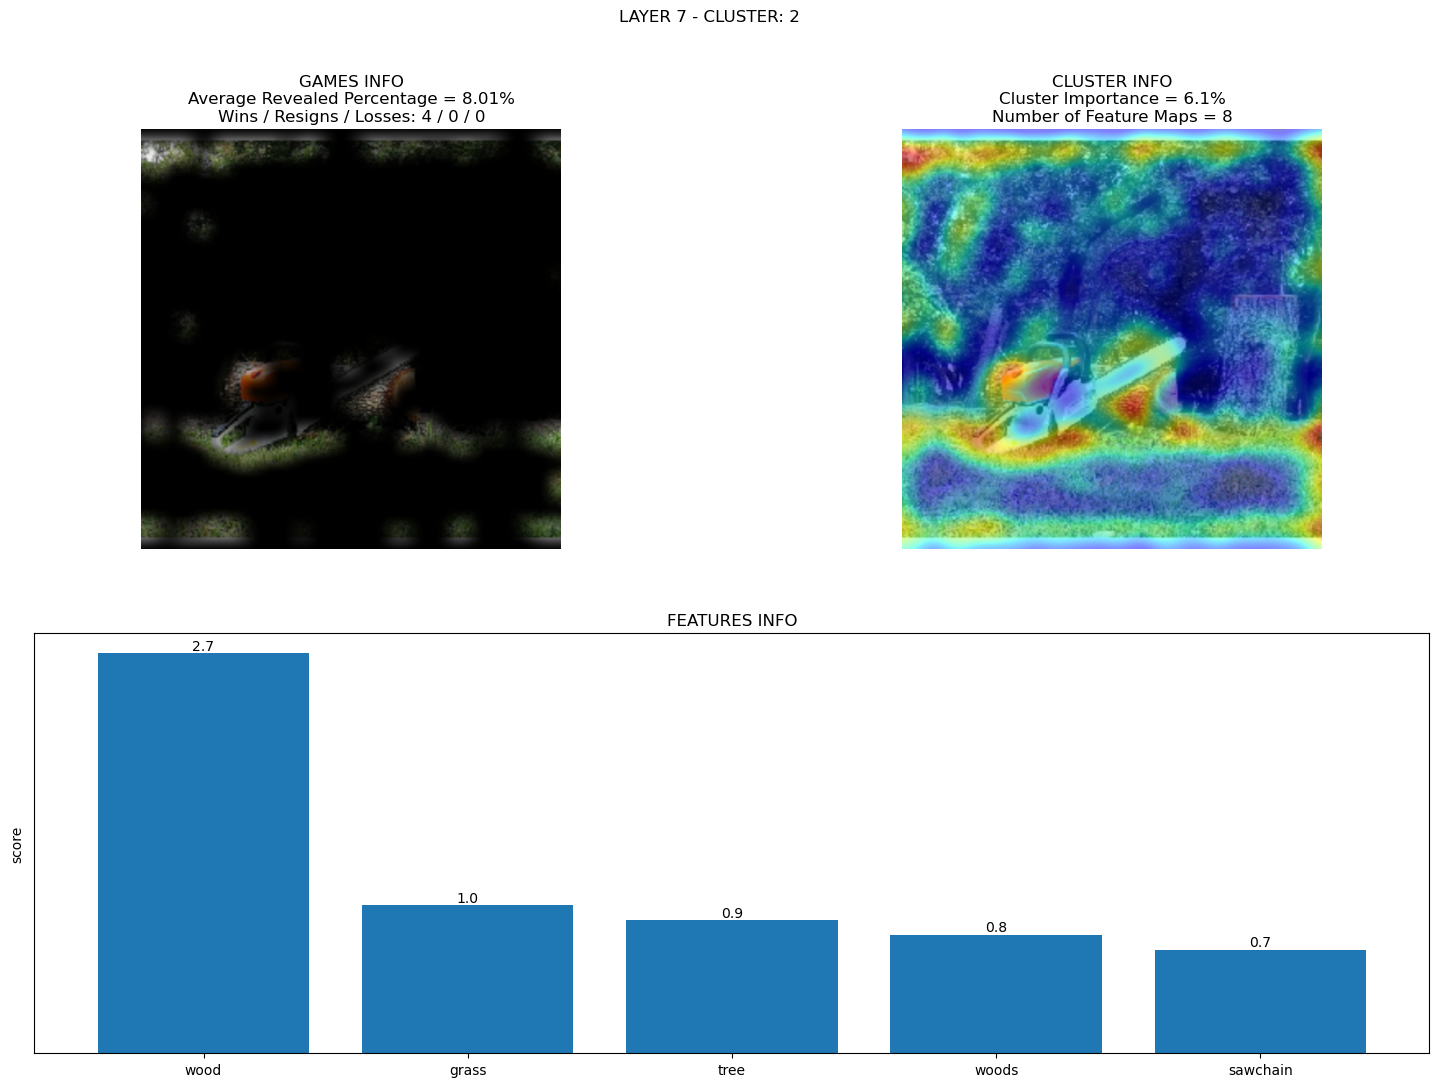 LAYER 7 - CLUSTER: 2
GAMES INFO
Average Revealed Percentage = 8.01%
Wins / Resigns / Losses: 4 / 0 / 0
CLUSTER INFO
Cluster Importance = 6.1%
Number of Feature Maps = 8
FEATURES INFO
score
2.7
1.0
0.9
0.8
0.7
wood
grass
tree
woods
sawchain